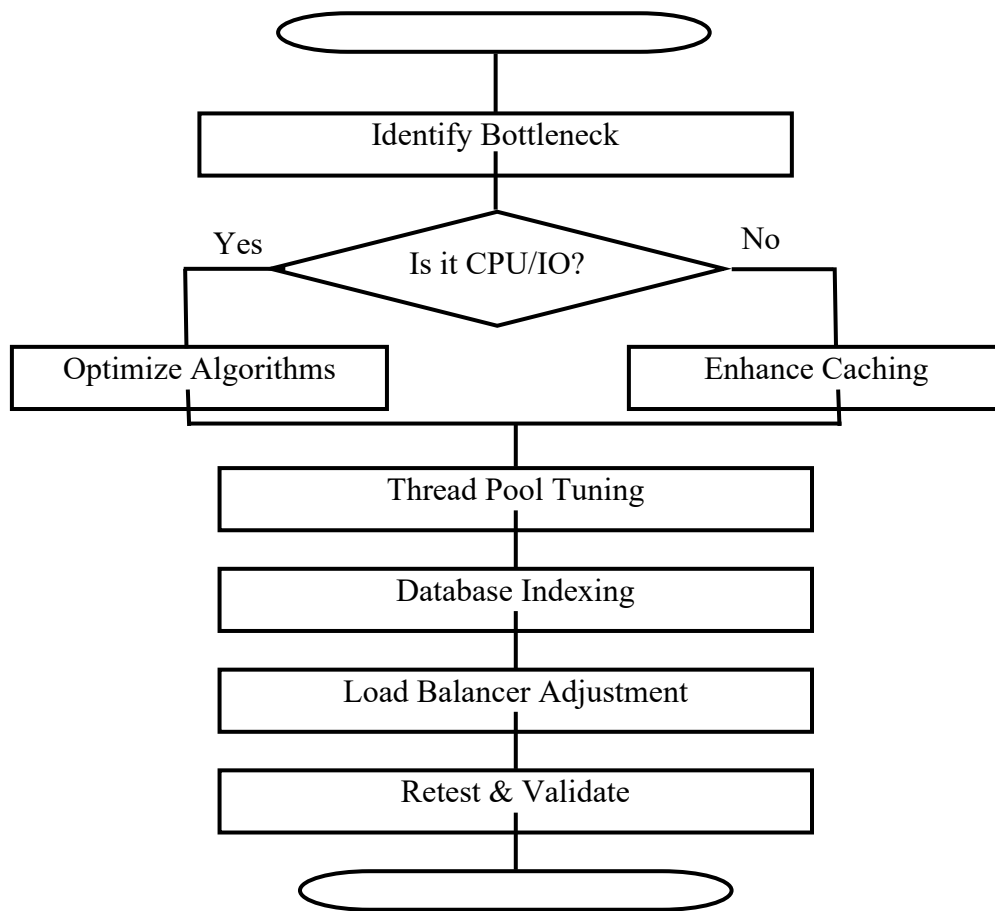 Identify Bottleneck
Yes
No
Is it CPU/IO?
Optimize Algorithms
Enhance Caching
Thread Pool Tuning
Database Indexing
Load Balancer Adjustment
Retest & Validate